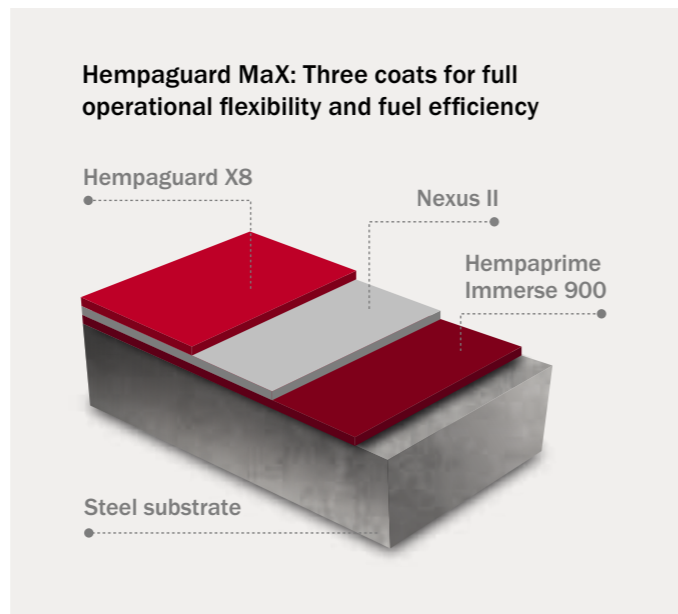 Hempaguard MaX: Three coats for full
operational flexibility and fuel efficiency
Hempaguard X8
Nexus II
Hempaprime
Immerse 900
Steel substrate